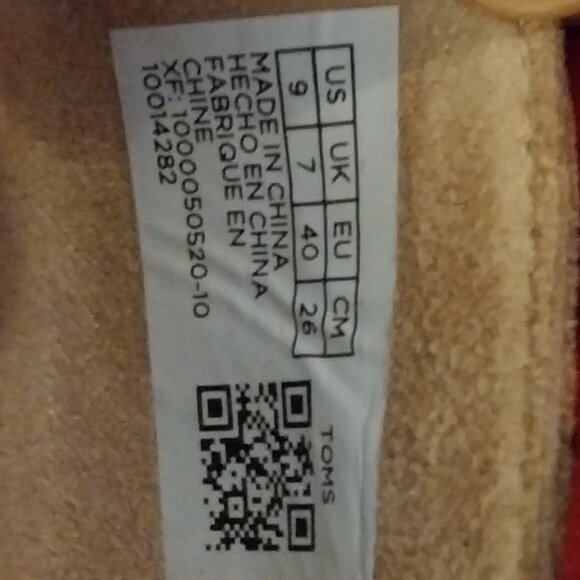 US UK EU CM
9 7 40 26
MADE IN CHINA
HECHO EN CHINA
FABRIQUE EN
CHINE
XF: 1000050520-10
10014282
TOMS